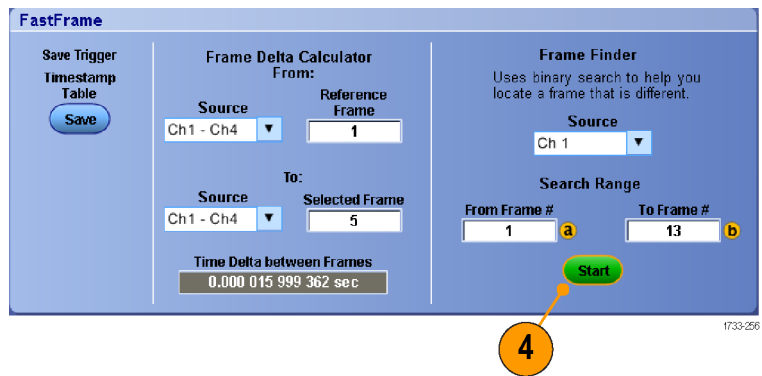 FastFrame
Save Trigger
Timestamp
Table
Save
Frame Delta Calculator
From:
Source
Reference
Frame
Ch1 - Ch4
1
To:
Source
Selected Frame
Ch1 - Ch4
5
Time Delta between Frames
0.000 015 999 362 sec
Frame Finder
Uses binary search to help you
locate a frame that is different.
Source
Ch 1
Search Range
From Frame #
To Frame #
1
a
13
b
Start
4
1733-256